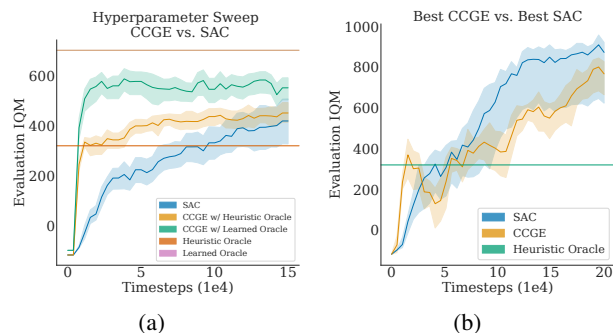 Hyperparameter Sweep
CCGE vs. SAC
Evaluation IQM
600
400
200
0
SAC
CCGE w/ Heuristic Oracle
CCGE w/ Learned Oracle
Heuristic Oracle
Learned Oracle
0 5 10 15
Timesteps (1e4)
(a)
Best CCGE vs. Best SAC
Evaluation IQM
1000
800
600
400
200
0
SAC
CCGE
Heuristic Oracle
0 5 10 15 20
Timesteps (1e4)
(b)